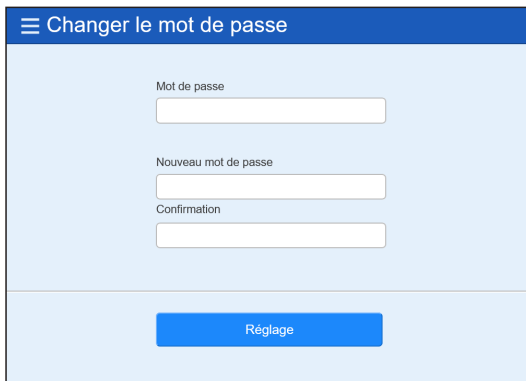 Changer le mot de passe
Mot de passe
Nouveau mot de passe
Confirmation
Réglage